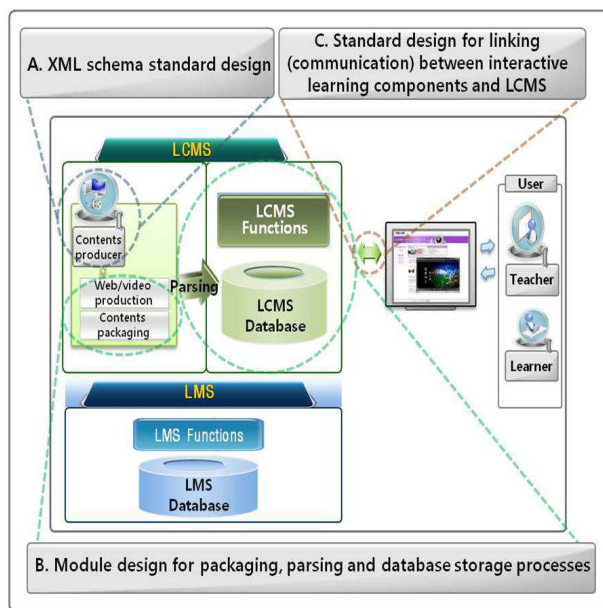 A. XML schema standard design
C. Standard design for linking
(communication) between interactive
learning components and LCMS
LCMS
Contents
producer
Web/video
production
Contents
packaging
Parsing
LCMS
Functions
LCMS
Database
User
Teacher
Learner
LMS
LMS Functions
LMS
Database
B. Module design for packaging, parsing and database storage processes